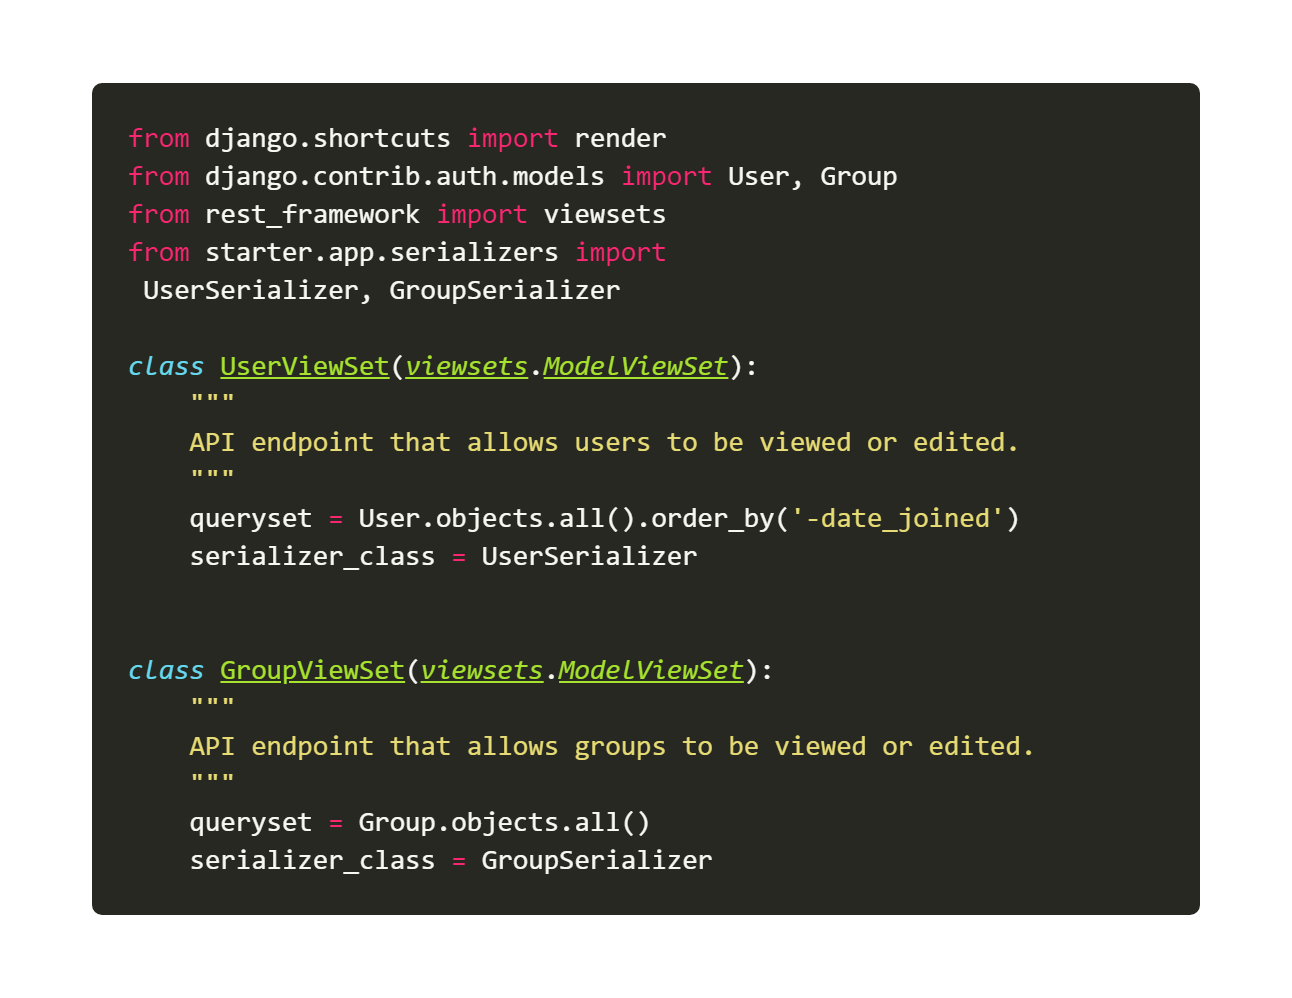 from django.shortcuts import render
from django.contrib.auth.models import User, Group
from rest_framework import viewsets
from starter.app.serializers import
 UserSerializer, GroupSerializer

class UserViewSet(viewsets.ModelViewSet):
    """
    API endpoint that allows users to be viewed or edited.
    """
    queryset = User.objects.all().order_by('-date_joined')
    serializer_class = UserSerializer


class GroupViewSet(viewsets.ModelViewSet):
    """
    API endpoint that allows groups to be viewed or edited.
    """
    queryset = Group.objects.all()
    serializer_class = GroupSerializer